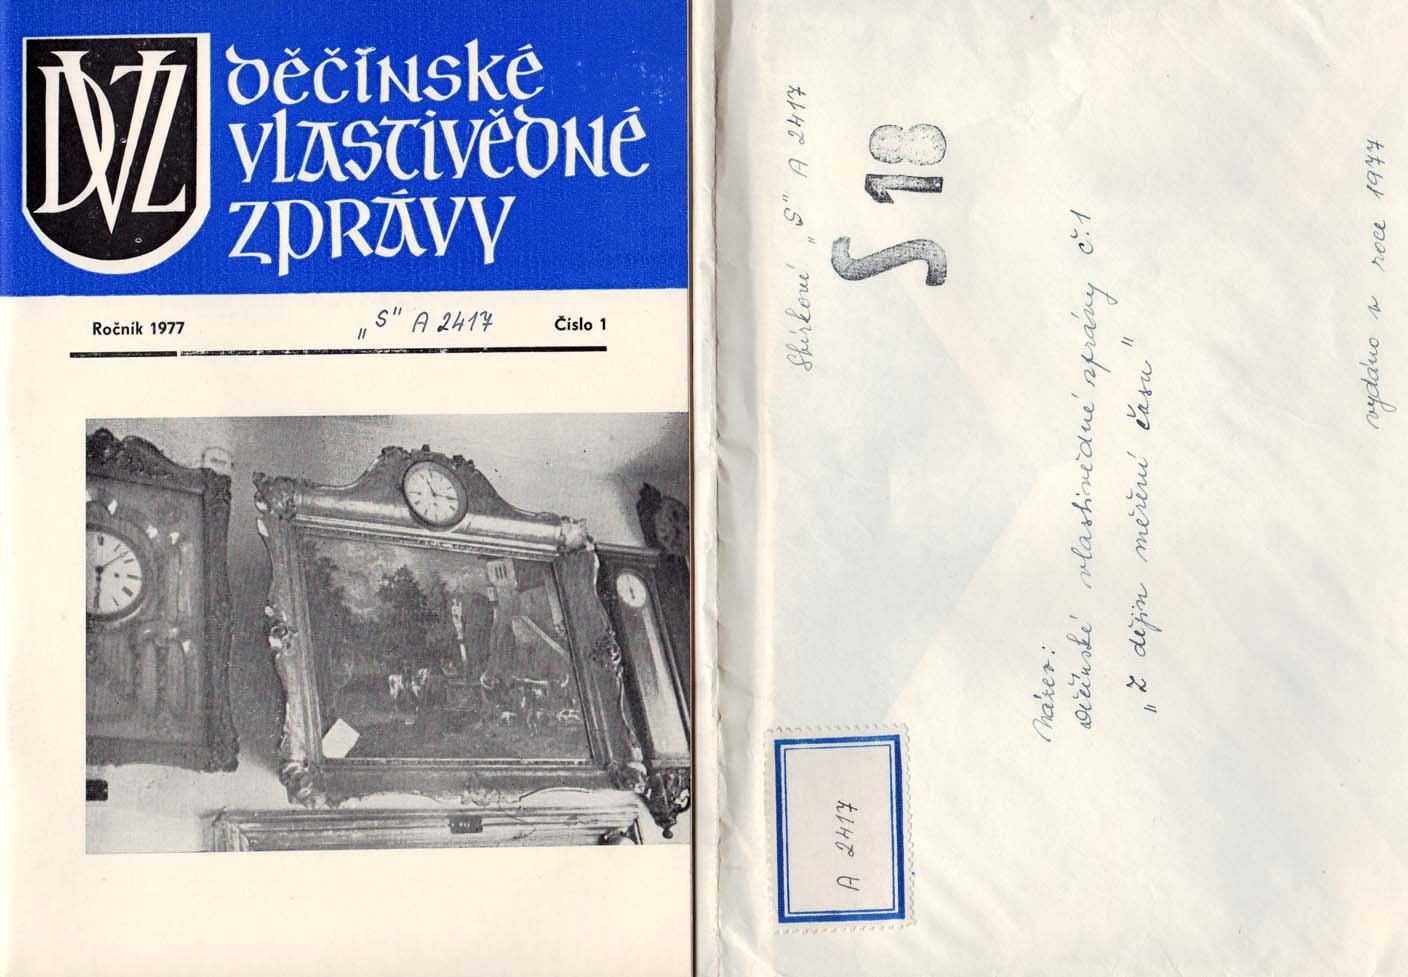 DVZ
Děčínské
vlastivědné
zprávy
Ročník 1977
„S" A 2417
Číslo 1
Sbírkové „S" A 2417
S 18
Název:
Děčínské vlastivědné zprávy č. 1
„Z dějin měření času"
vydáno v roce 1977
A 2417